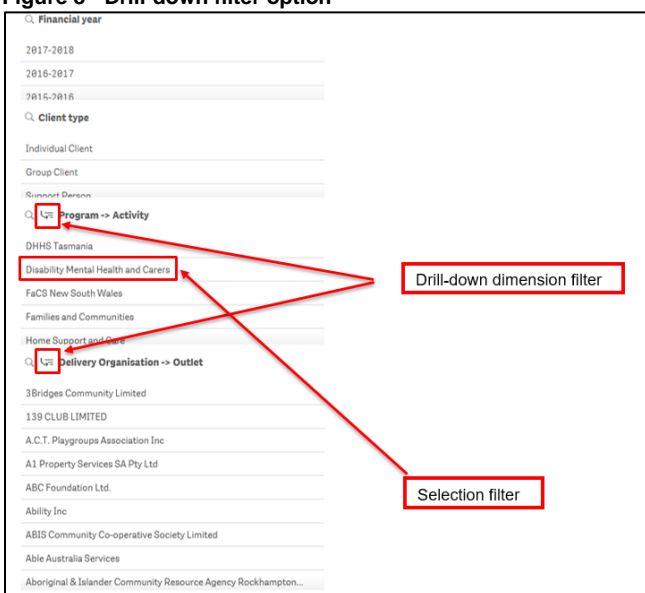 Figure 8 - Drill-down filter option
Financial year
2017-2018
2016-2017
2015-2016
Client type
Individual Client
Group Client
Support Person
Program -> Activity
DHHS Tasmania
Disability Mental Health and Carers
FaCS New South Wales
Families and Communities
Home Support and Care
Delivery Organisation -> Outlet
3Bridges Community Limited
139 CLUB LIMITED
A.C.T. Playgroups Association Inc
A1 Property Services SA Pty Ltd
ABC Foundation Ltd.
Ability Inc
ABIS Community Co-operative Society Limited
Able Australia Services
Aboriginal & Islander Community Resource Agency Rockhampton...
Drill-down dimension filter
Selection filter